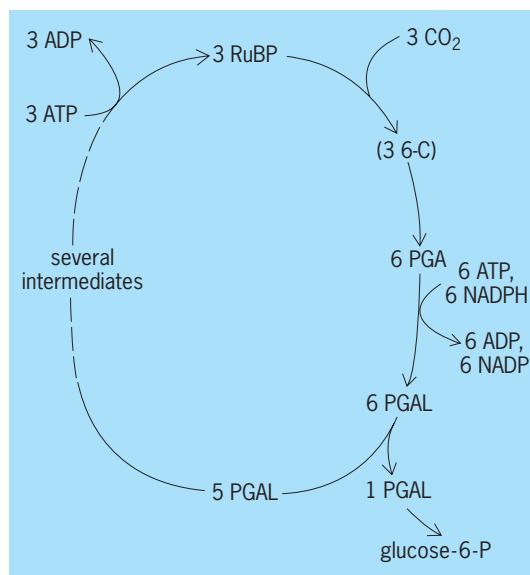 3 ADP
3 RuBP
3 CO₂
3 ATP
(3 6-C)
several
intermediates
6 PGA
6 ATP,
6 NADPH
6 ADP,
6 NADP
6 PGAL
5 PGAL
1 PGAL
glucose-6-P